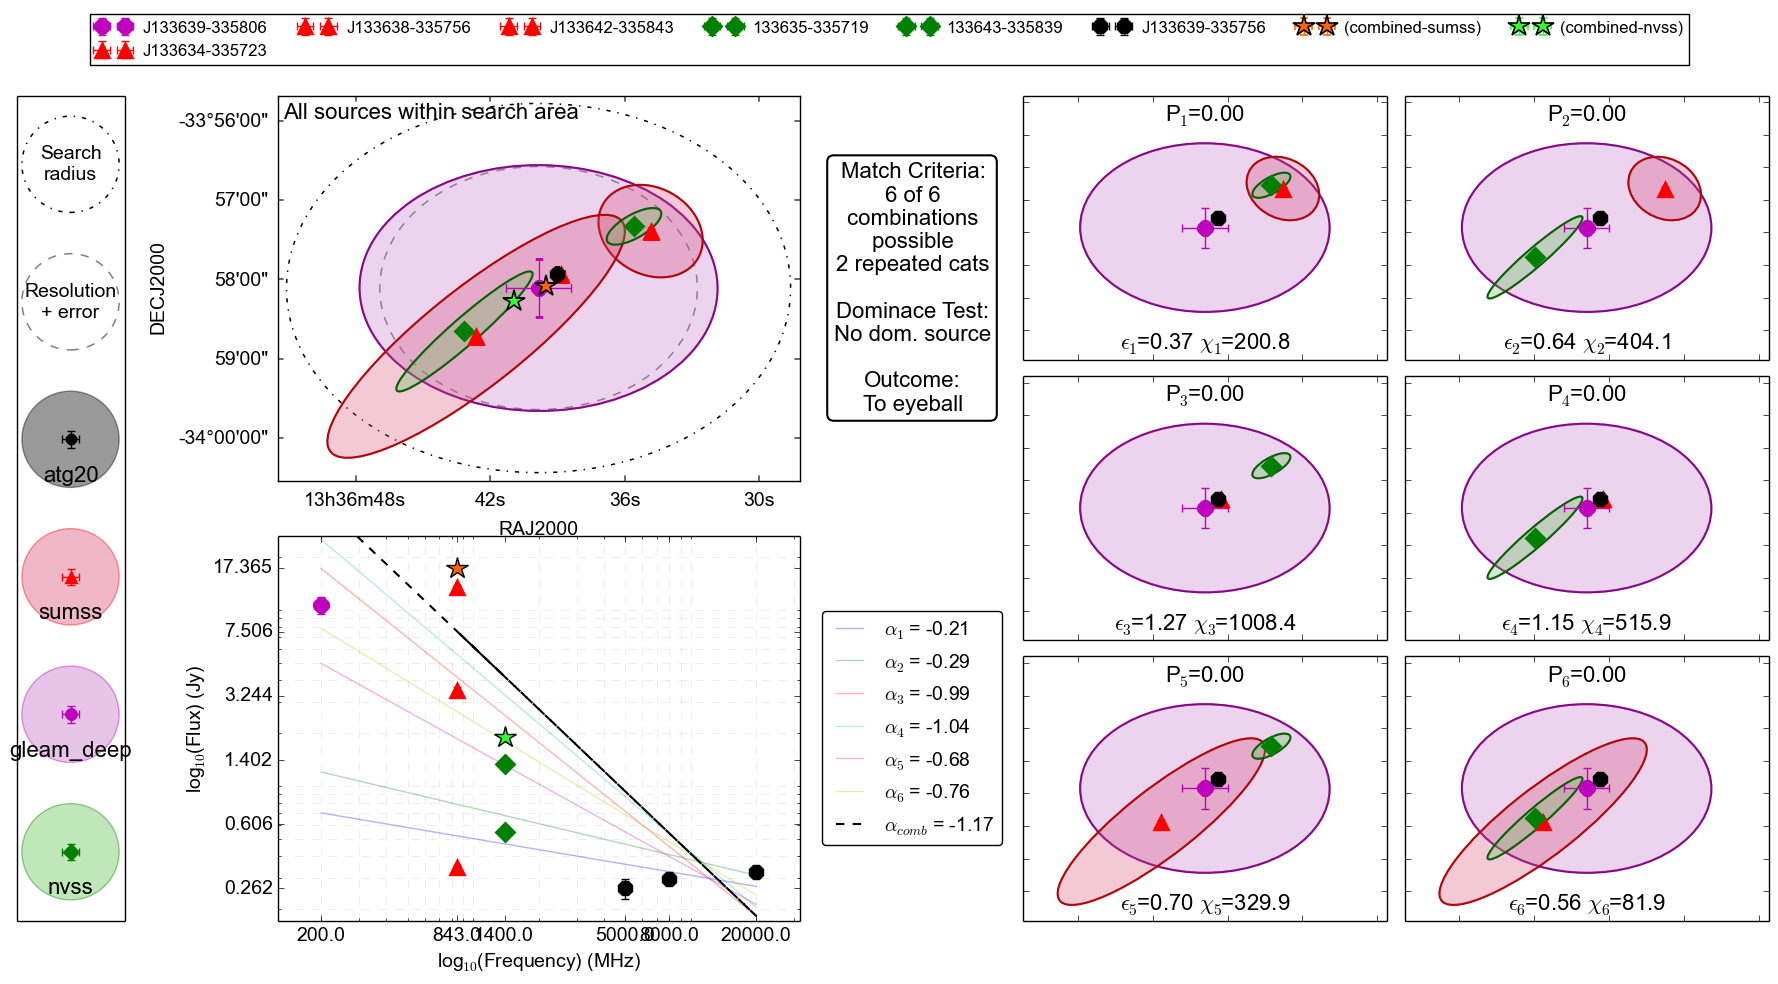 J133639-335806 J133638-335756 J133642-335843 133635-335719 133643-335839 J133639-335756 (combined-sumss) (combined-nvss)
J133634-335723
Search
radius
Resolution
+ error
atg20
sumss
gleam_deep
nvss
All sources within search area
DECJ2000
-33°56'00"
57'00"
58'00"
59'00"
-34°00'00"
13h36m48s 42s 36s 30s
RAJ2000
log₁₀(Flux) (Jy)
17.365
7.506
3.244
1.402
0.606
0.262
200.0 843.0 1400.0 5000.0 8000.0 20000.0
log₁₀(Frequency) (MHz)
Match Criteria:
6 of 6
combinations
possible
2 repeated cats
Dominace Test:
No dom. source
Outcome:
To eyeball
α₁ = -0.21
α₂ = -0.29
α₃ = -0.99
α₄ = -1.04
α₅ = -0.68
α₆ = -0.76
α_comb = -1.17
P₁=0.00
ϵ₁=0.37 χ₁=200.8
P₂=0.00
ϵ₂=0.64 χ₂=404.1
P₃=0.00
ϵ₃=1.27 χ₃=1008.4
P₄=0.00
ϵ₄=1.15 χ₄=515.9
P₅=0.00
ϵ₅=0.70 χ₅=329.9
P₆=0.00
ϵ₆=0.56 χ₆=81.9